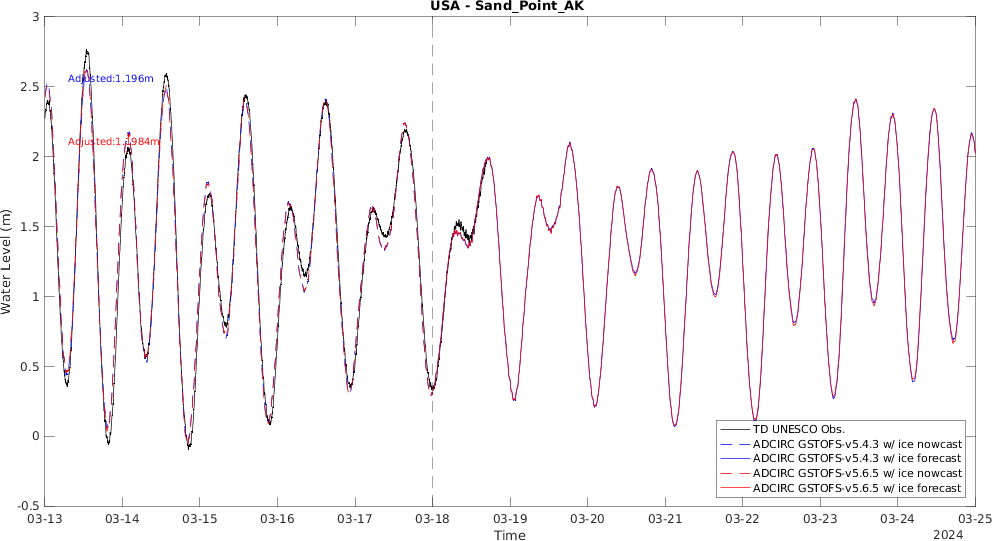 USA - Sand_Point_AK
Water Level (m)
3
2.5
2
1.5
1
0.5
0
-0.5
Adjusted:1.196m
Adjusted:1.1984m
TD UNESCO Obs.
ADCIRC GSTOFS-v5.4.3 w/ ice nowcast
ADCIRC GSTOFS-v5.4.3 w/ ice forecast
ADCIRC GSTOFS-v5.6.5 w/ ice nowcast
ADCIRC GSTOFS-v5.6.5 w/ ice forecast
03-13 03-14 03-15 03-16 03-17 03-18 03-19 03-20 03-21 03-22 03-23 03-24 03-25
Time
2024